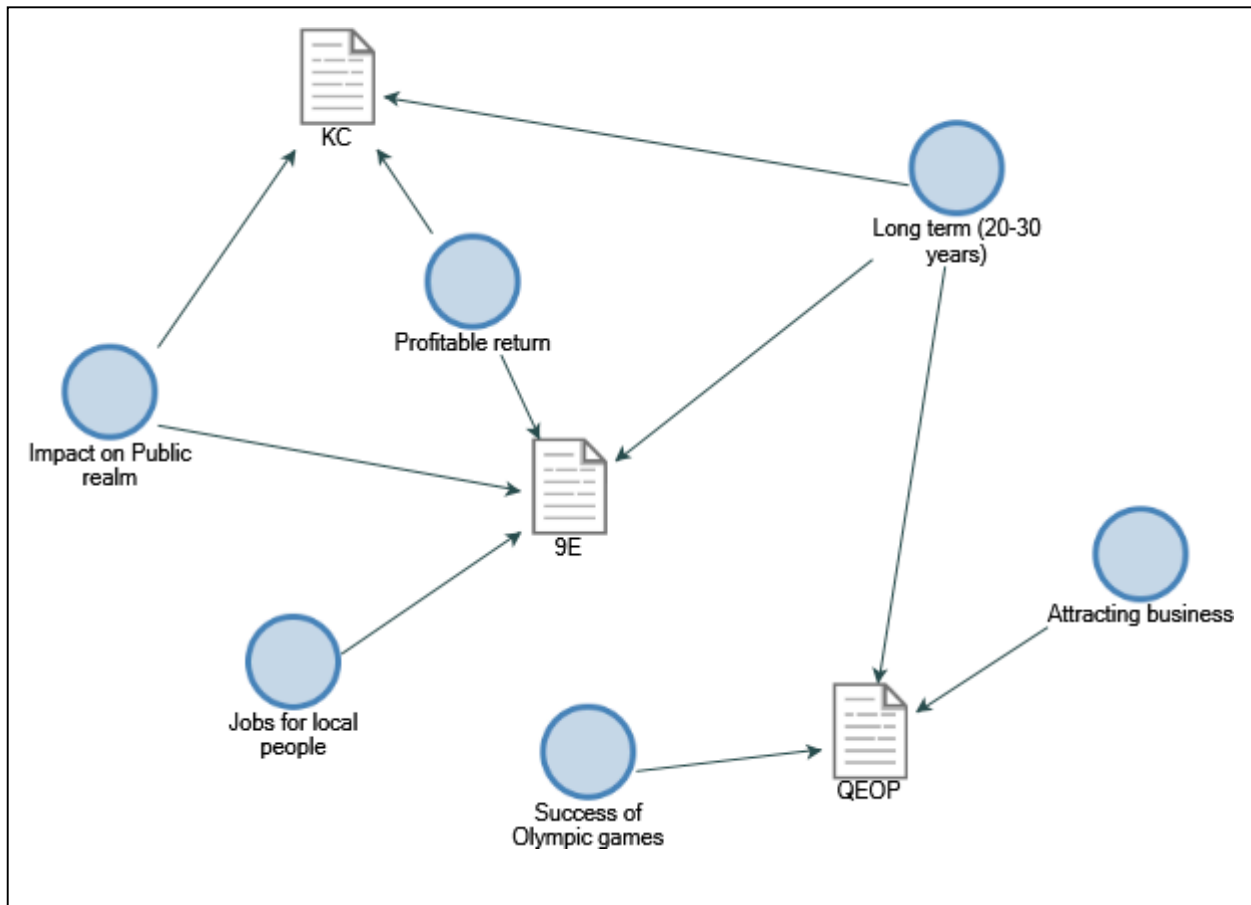 KC
Long term (20-30
years)
Profitable return
Impact on Public
realm
9E
Attracting business
Jobs for local
people
QEOP
Success of
Olympic games